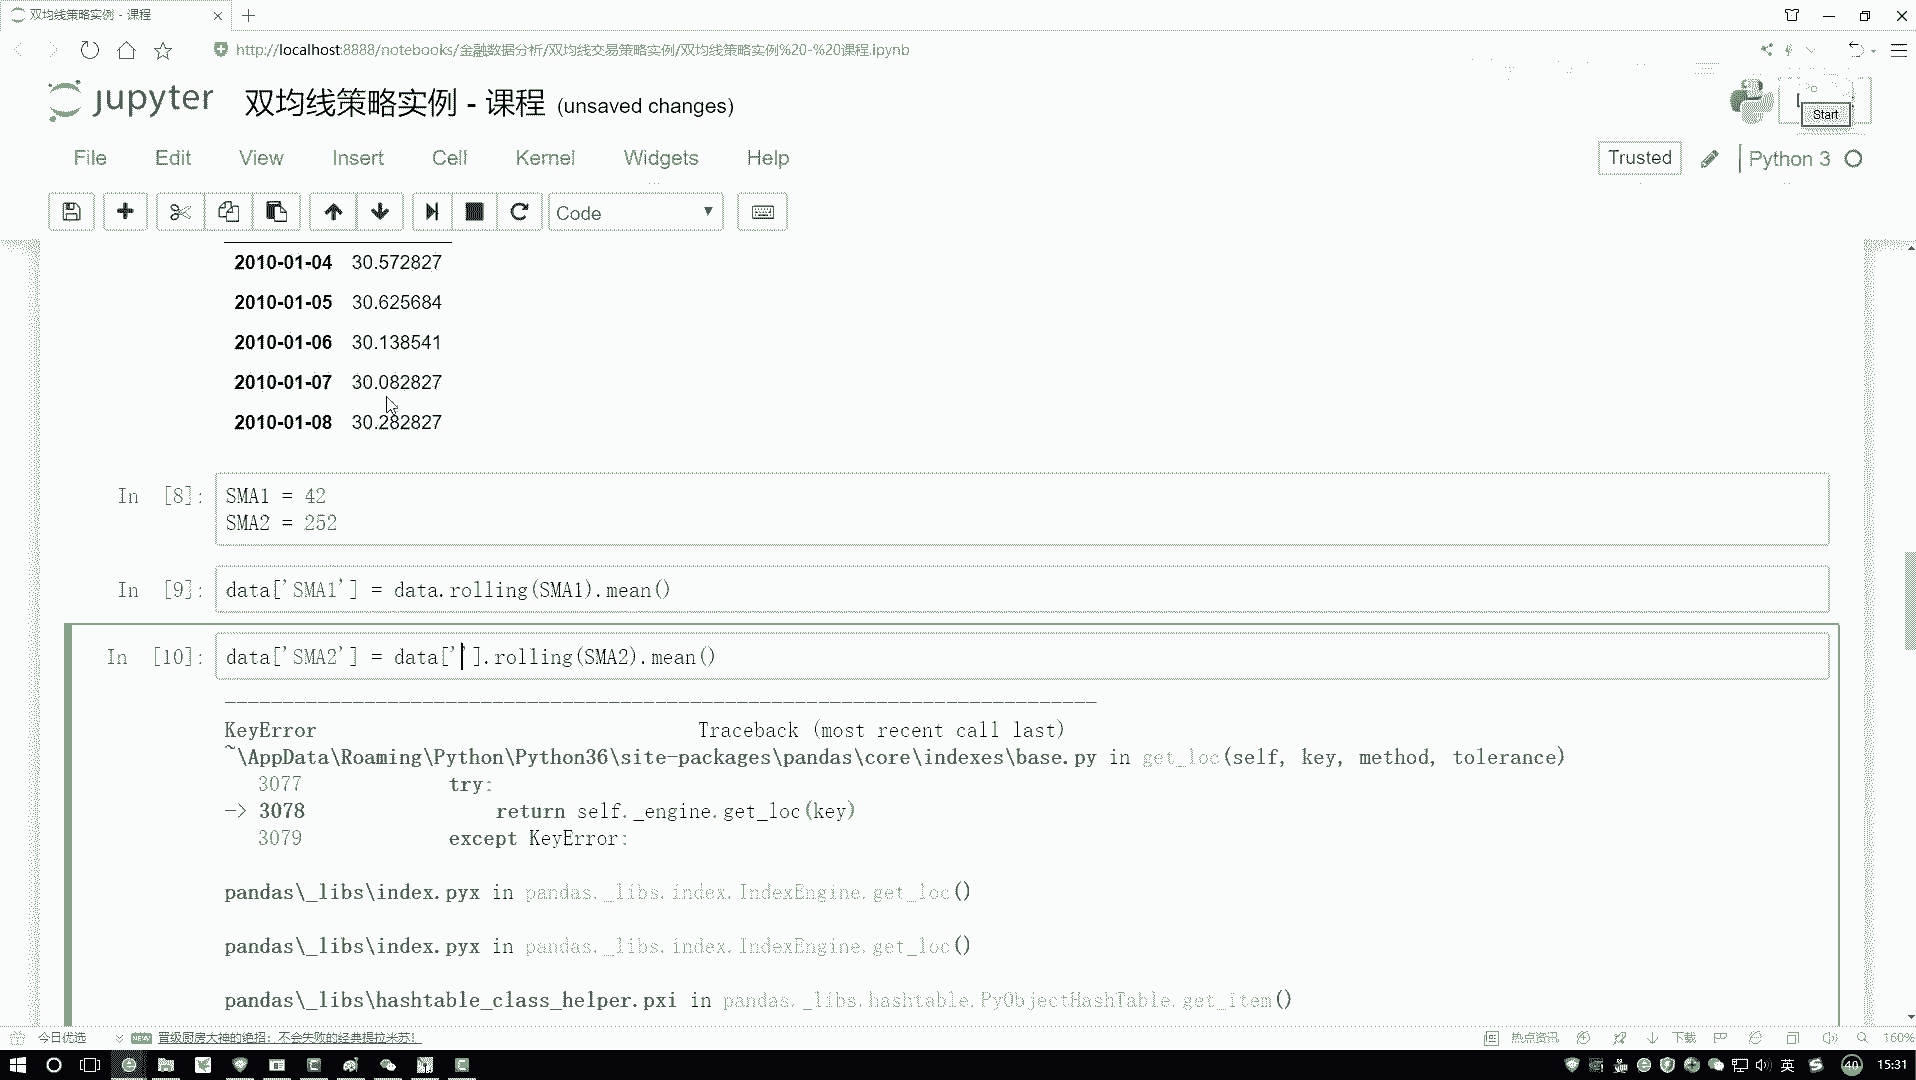 双均线策略实例 - 课程
http://localhost:8888/notebooks/金融数据分析/双均线交易策略实例/双均线策略实例%20-%20课程.ipynb
jupyter 双均线策略实例 - 课程 (unsaved changes)
Start
File Edit View Insert Cell Kernel Widgets Help
Trusted Python 3
Code
2010-01-04 30.572827
2010-01-05 30.625684
2010-01-06 30.138541
2010-01-07 30.082827
2010-01-08 30.282827
In [8]: SMA1 = 42
SMA2 = 252
In [9]: data['SMA1'] = data.rolling(SMA1).mean()
In [10]: data['SMA2'] = data[''].rolling(SMA2).mean()
---------------------------------------------------------------------------
KeyError Traceback (most recent call last)
~\AppData\Roaming\Python\Python36\site-packages\pandas\core\indexes\base.py in get_loc(self, key, method, tolerance)
3077 try:
-> 3078 return self._engine.get_loc(key)
3079 except KeyError:
pandas\_libs\index.pyx in pandas._libs.index.IndexEngine.get_loc()
pandas\_libs\index.pyx in pandas._libs.index.IndexEngine.get_loc()
pandas\_libs\hashtable_class_helper.pxi in pandas._libs.hashtable.PyObjectHashTable.get_item()
今日优选 NEW 晋级厨房大神的绝招：不会失败的经典提拉米苏！ 热点资讯 下载 160%
英 40 15:31